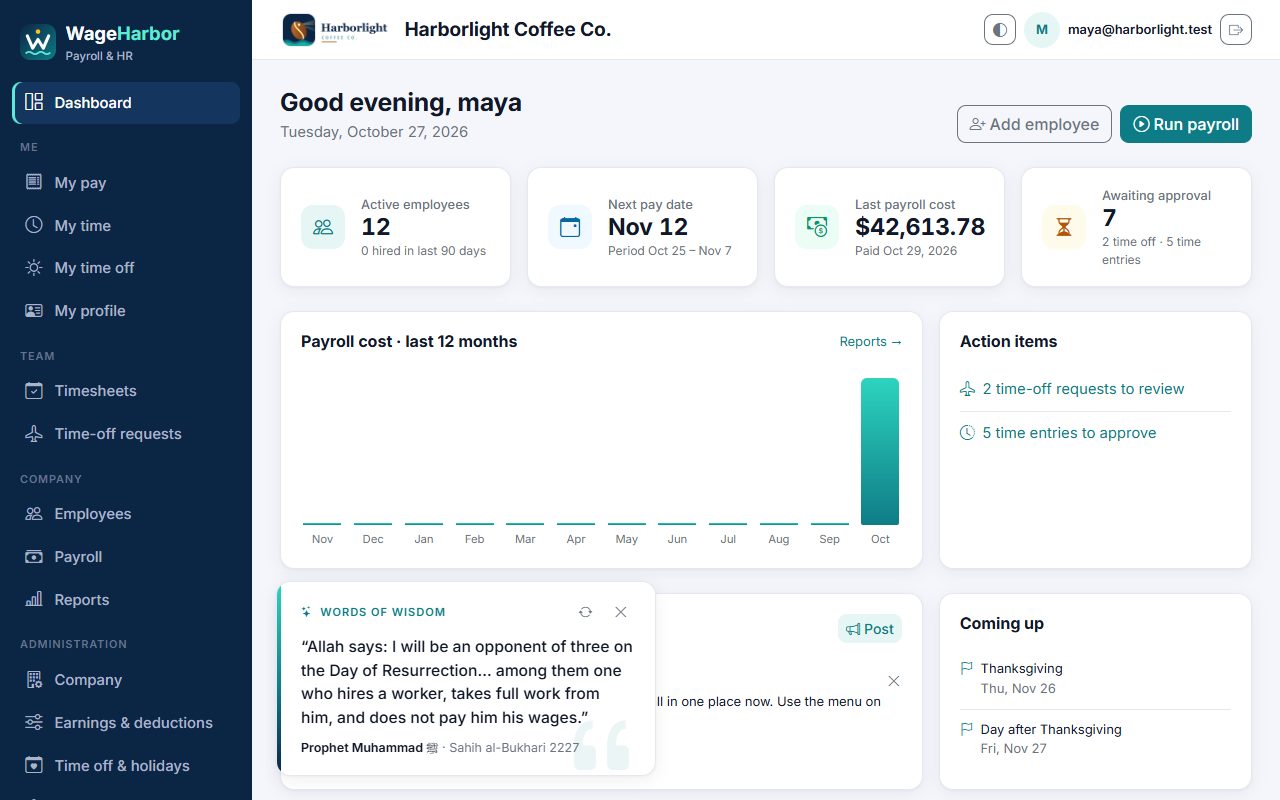 WageHarbor
Payroll & HR
Dashboard
ME
My pay
My time
My time off
My profile
TEAM
Timesheets
Time-off requests
COMPANY
Employees
Payroll
Reports
ADMINISTRATION
Company
Earnings & deductions
Time off & holidays
Harborlight
COFFEE CO.
Harborlight Coffee Co.
M
maya@harborlight.test
Good evening, maya
Tuesday, October 27, 2026
Add employee
Run payroll
Active employees
12
0 hired in last 90 days
Next pay date
Nov 12
Period Oct 25 – Nov 7
Last payroll cost
$42,613.78
Paid Oct 29, 2026
Awaiting approval
7
2 time off · 5 time
entries
Payroll cost · last 12 months
Reports →
Nov Dec Jan Feb Mar Apr May Jun Jul Aug Sep Oct
Action items
2 time-off requests to review
5 time entries to approve
WORDS OF WISDOM
“Allah says: I will be an opponent of three on
the Day of Resurrection... among them one
who hires a worker, takes full work from
him, and does not pay him his wages.”
Prophet Muhammad ﷺ · Sahih al-Bukhari 2227
Post
ll in one place now. Use the menu on
Coming up
Thanksgiving
Thu, Nov 26
Day after Thanksgiving
Fri, Nov 27